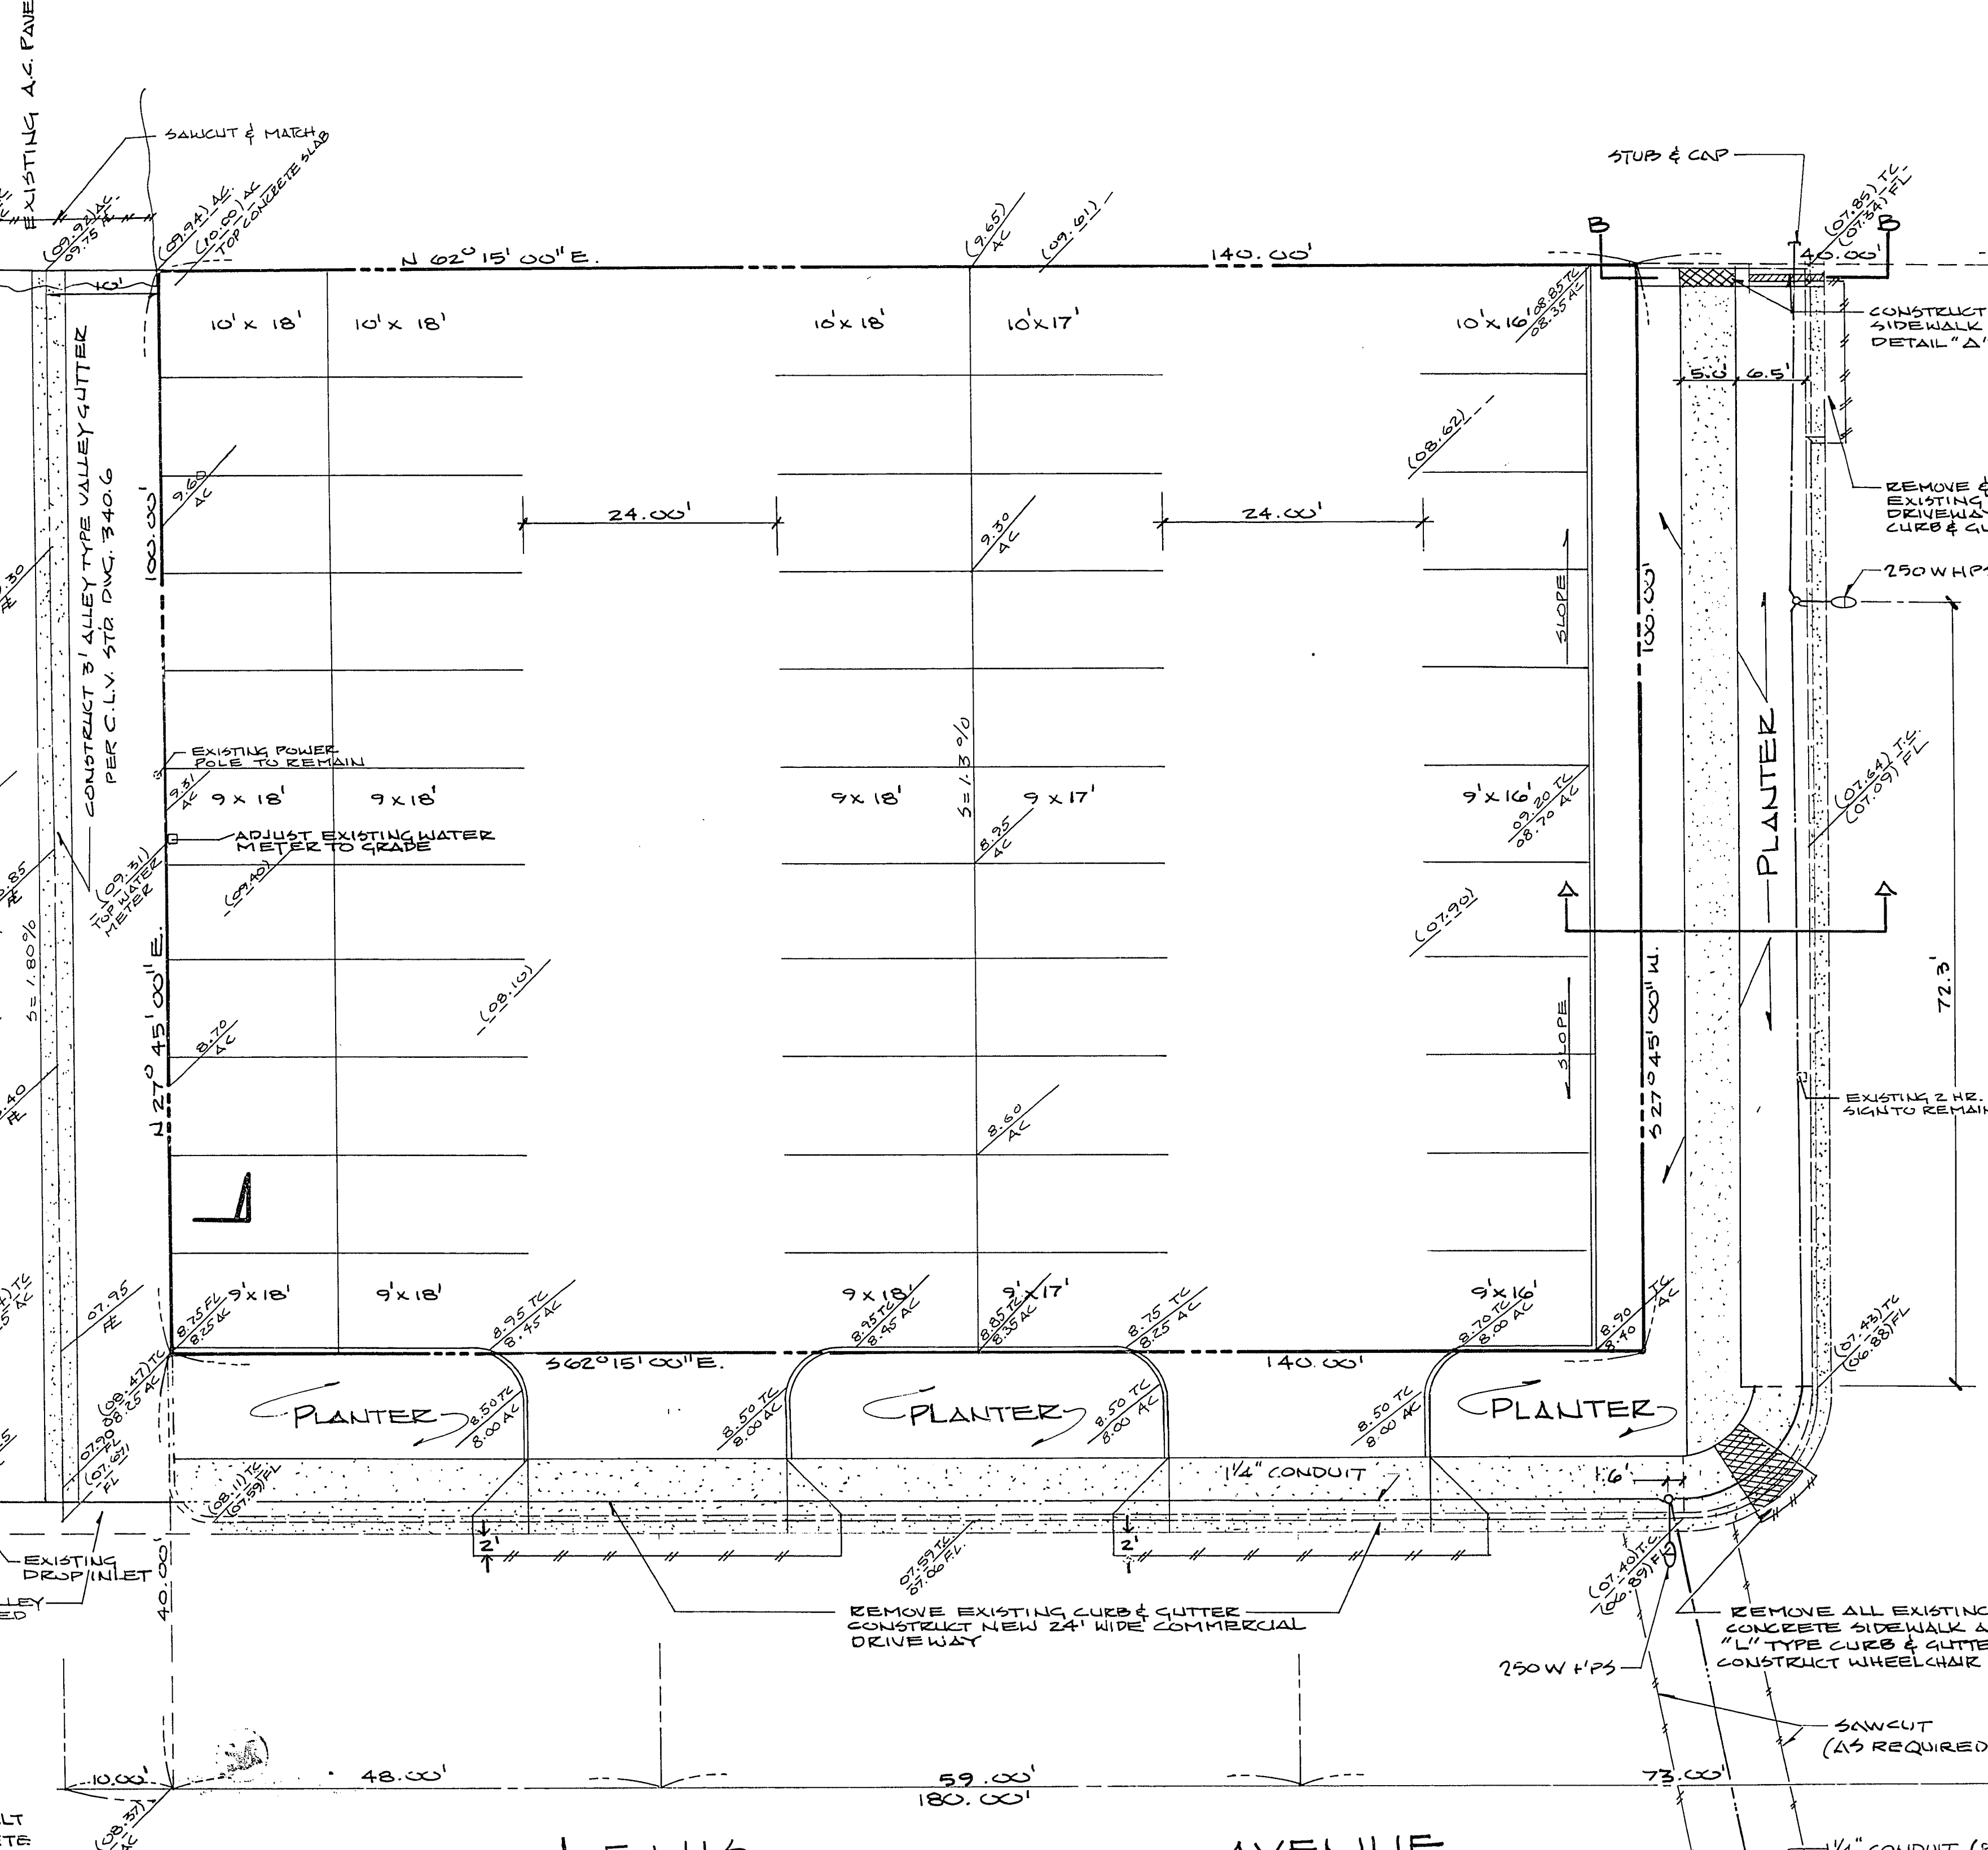 EXISTING A.C. PAVE
SAWCUT & MATCH
STUB & CAP
(09.92) AC.
09.75 FL
(09.94) AC.
(10.00) AC
TOP CONCRETE SLAB
(9.65)
AC
(09.61)
(07.85) TC
(07.34) FL
B
B
N 62° 15' 00" E.
140.00'
40.00'
10'
10' x 18'
10' x 18'
10' x 18'
10' x 17'
10' x 16'
08.85 TC
08.35 AC
CONSTRUCT
SIDEWALK
DETAIL "A"
5.0'
6.5'
CONSTRUCT 3' ALLEY TYPE VALLEY GUTTER
PER C.L.V. STD. DWG. 340.6
100.00'
9.60
AC
(08.62)
24.00'
24.00'
9.30
AC
REMOVE &
EXISTING
DRIVEWAY
CURB & GU
250 W HPS
SLOPE
100.00'
PLANTER
S = 1.3 %
EXISTING POWER
POLE TO REMAIN
9.31
AC
9 x 18'
9 x 18'
9 x 18'
9 x 17'
9' x 16'
09.20 TC
08.70 AC
(07.64) T.C.
(07.09) FL
ADJUST EXISTING WATER
METER TO GRADE
8.95
AC
(09.31)
TOP WATER
METER
(09.40)
(07.90)
A
A
S = 1.80%
N 27° 45' 00" E.
(08.10)
8.70
AC
SLOPE
S 27° 45' 00" W.
72.3'
8.60
AC
EXISTING 2 HR.
SIGN TO REMAIN
07.95
FL
8.75 FL
8.25 AC
9' x 18'
9' x 18'
8.95 TC
8.45 AC
9 x 18'
8.95 TC
8.45 AC
9' x 17'
8.85 TC
8.35 AC
8.75 TC
8.25 AC
9' x 16'
8.70 TC
8.00 AC
8.90 TC
8.40 AC
(07.43) TC
(06.88) FL
S 62° 15' 00" E.
140.00'
(08.47) TC
08.25 AC
PLANTER
8.50 TC
8.00 AC
8.50 TC
8.00 AC
PLANTER
8.50 TC
8.00 AC
8.50 TC
8.00 AC
PLANTER
07.90
FL
(07.67)
FL
(08.11) TC
(07.59) FL
1 1/4" CONDUIT
1.6'
2'
2'
07.59 TC
07.06 F.L.
(07.40) T.C.
(06.89) FL
EXISTING
DROP INLET
LLEY
ED
40.00'
REMOVE EXISTING CURB & GUTTER
CONSTRUCT NEW 24' WIDE COMMERCIAL
DRIVEWAY
REMOVE ALL EXISTING
CONCRETE SIDEWALK A
"L" TYPE CURB & GUTTE
CONSTRUCT WHEELCHAIR
250 W HPS
SAWCUT
(AS REQUIRED
10.00'
48.00'
59.00'
73.00'
180.00'
(08.37)
AC
AVENUE
1 1/4" CONDUIT